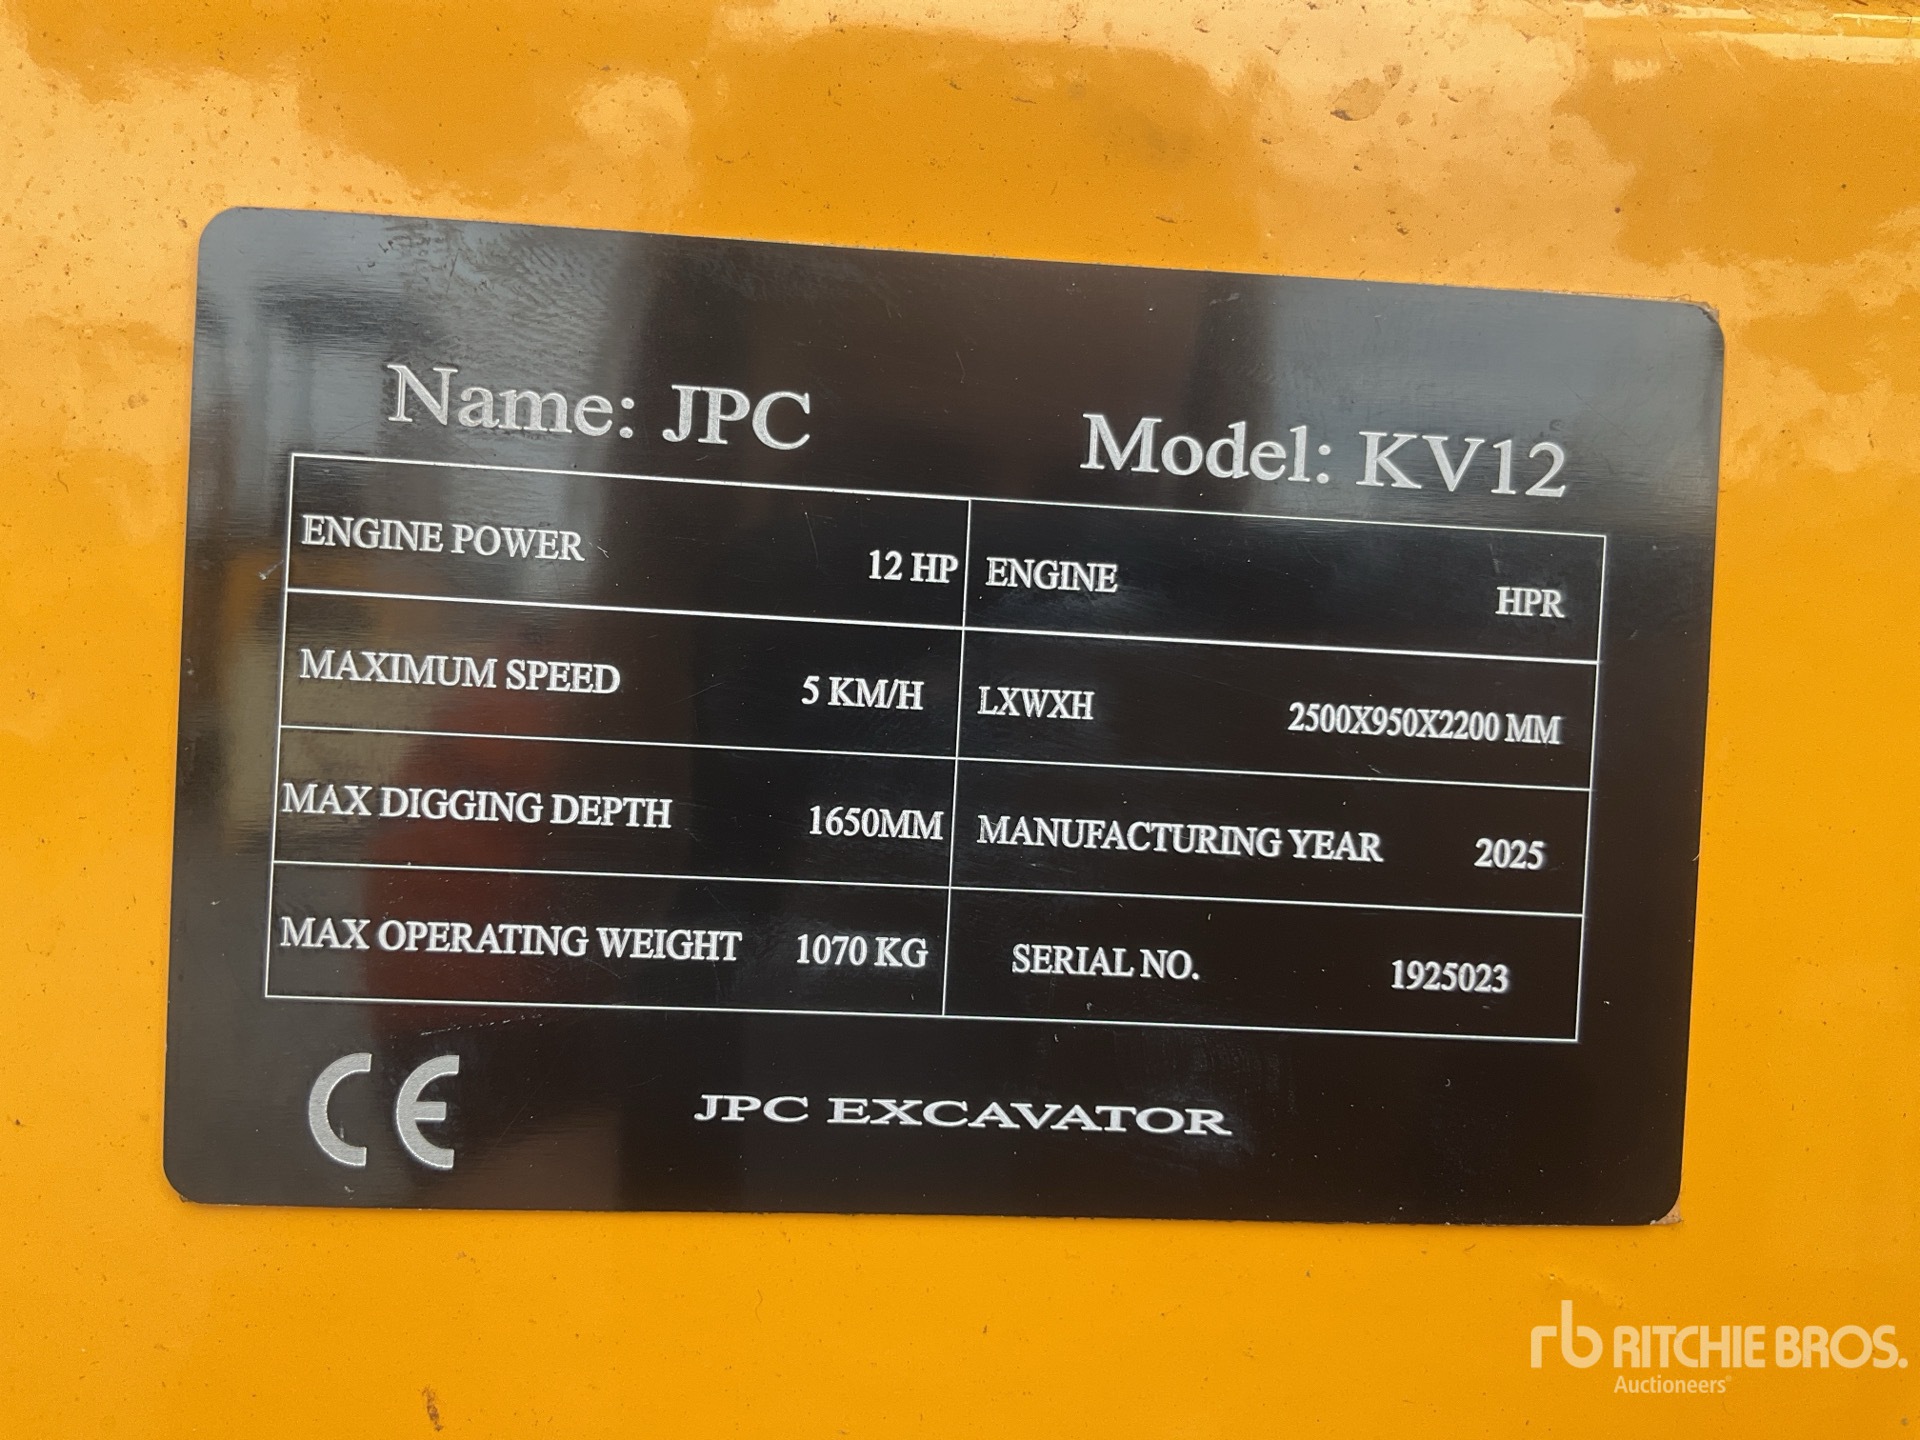 Name: JPC Model: KV12
ENGINE POWER 12 HP ENGINE HPR
MAXIMUM SPEED 5 KM/H LXWXH 2500X950X2200 MM
MAX DIGGING DEPTH 1650MM MANUFACTURING YEAR 2025
MAX OPERATING WEIGHT 1070 KG SERIAL NO. 1925023
CE JPC EXCAVATOR
rb RITCHIE BROS.
Auctioneers